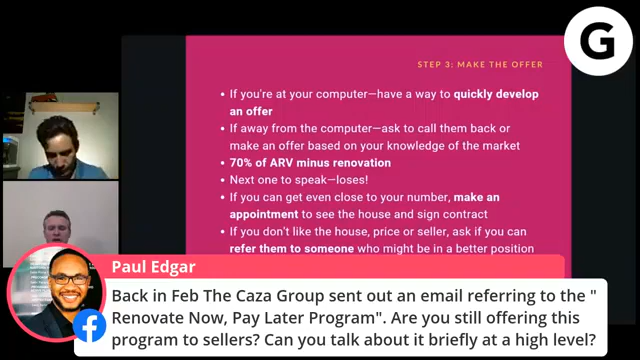 G
STEP 3: MAKE THE OFFER
• If you're at your computer—have a way to quickly develop
an offer
• If away from the computer—ask to call them back or
make an offer based on your knowledge of the market
• 70% of ARV minus renovation
• Next one to speak—loses!
• If you can get even close to your number, make an
appointment to see the house and sign contract
• If you don't like the house, price or seller, ask if you can
refer them to someone who might be in a better position
Paul Edgar
Back in Feb The Caza Group sent out an email referring to the "
Renovate Now, Pay Later Program". Are you still offering this
program to sellers? Can you talk about it briefly at a high level?